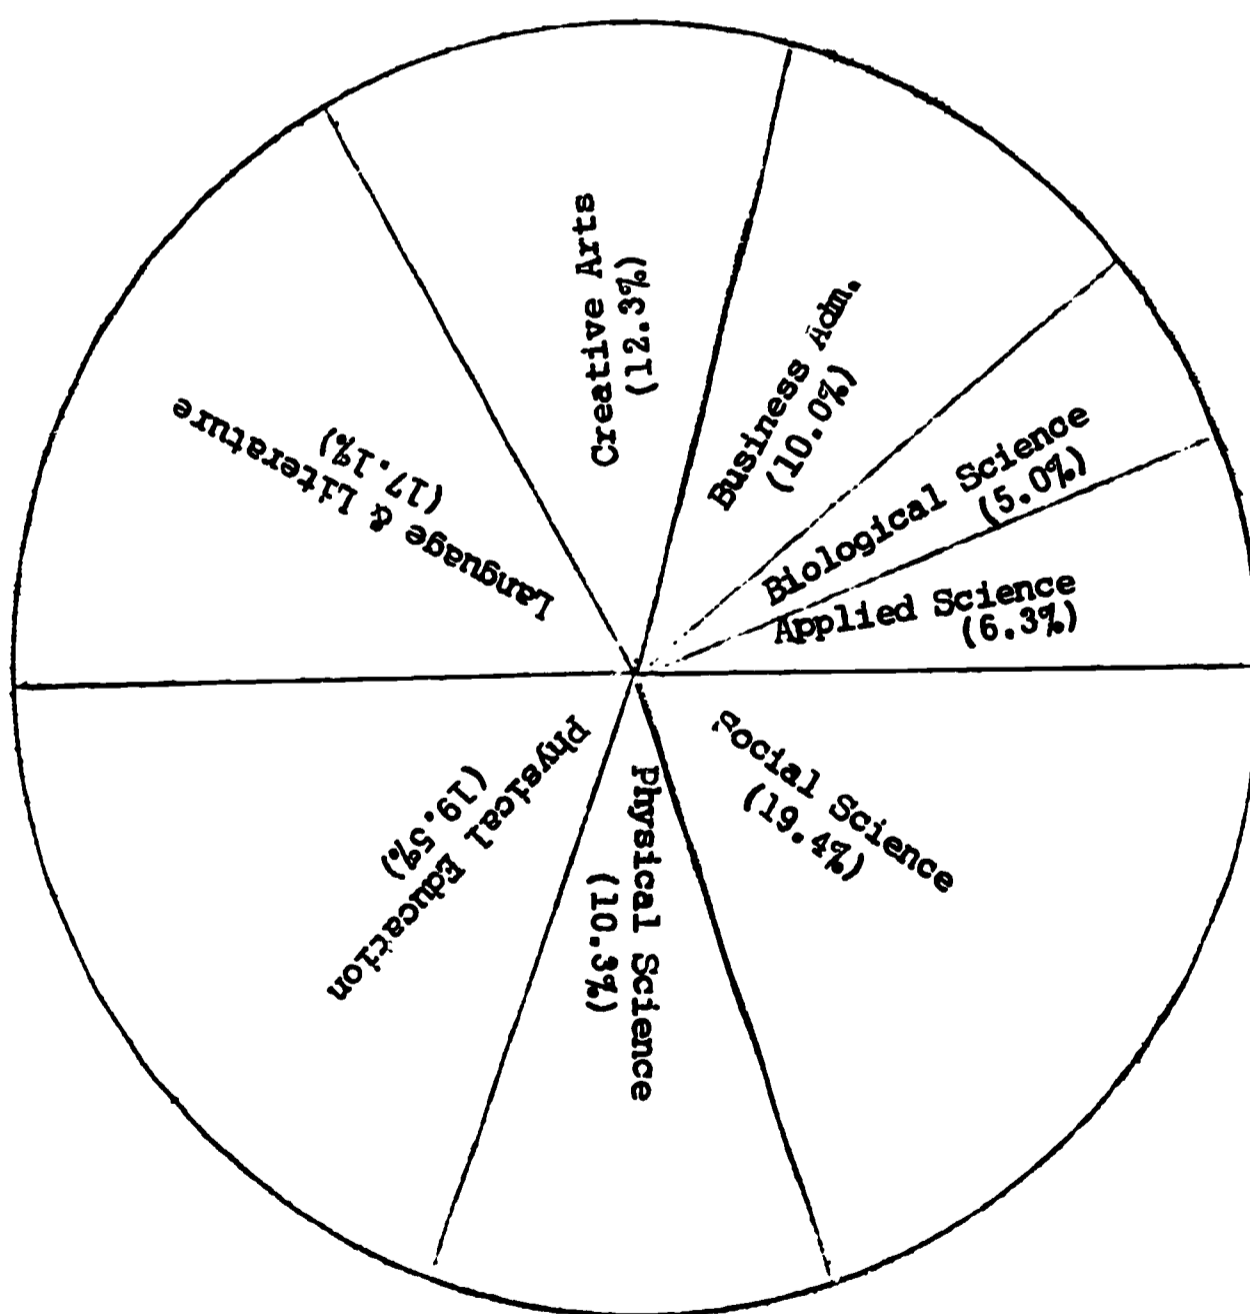 Creative Arts
(12.3%)
Business Adm.
(10.0%)
Biological Science
(5.0%)
Applied Science
(6.3%)
Social Science
(19.4%)
Physical Science
(10.3%)
Physical Education
(19.5%)
Language & Literature
(17.1%)